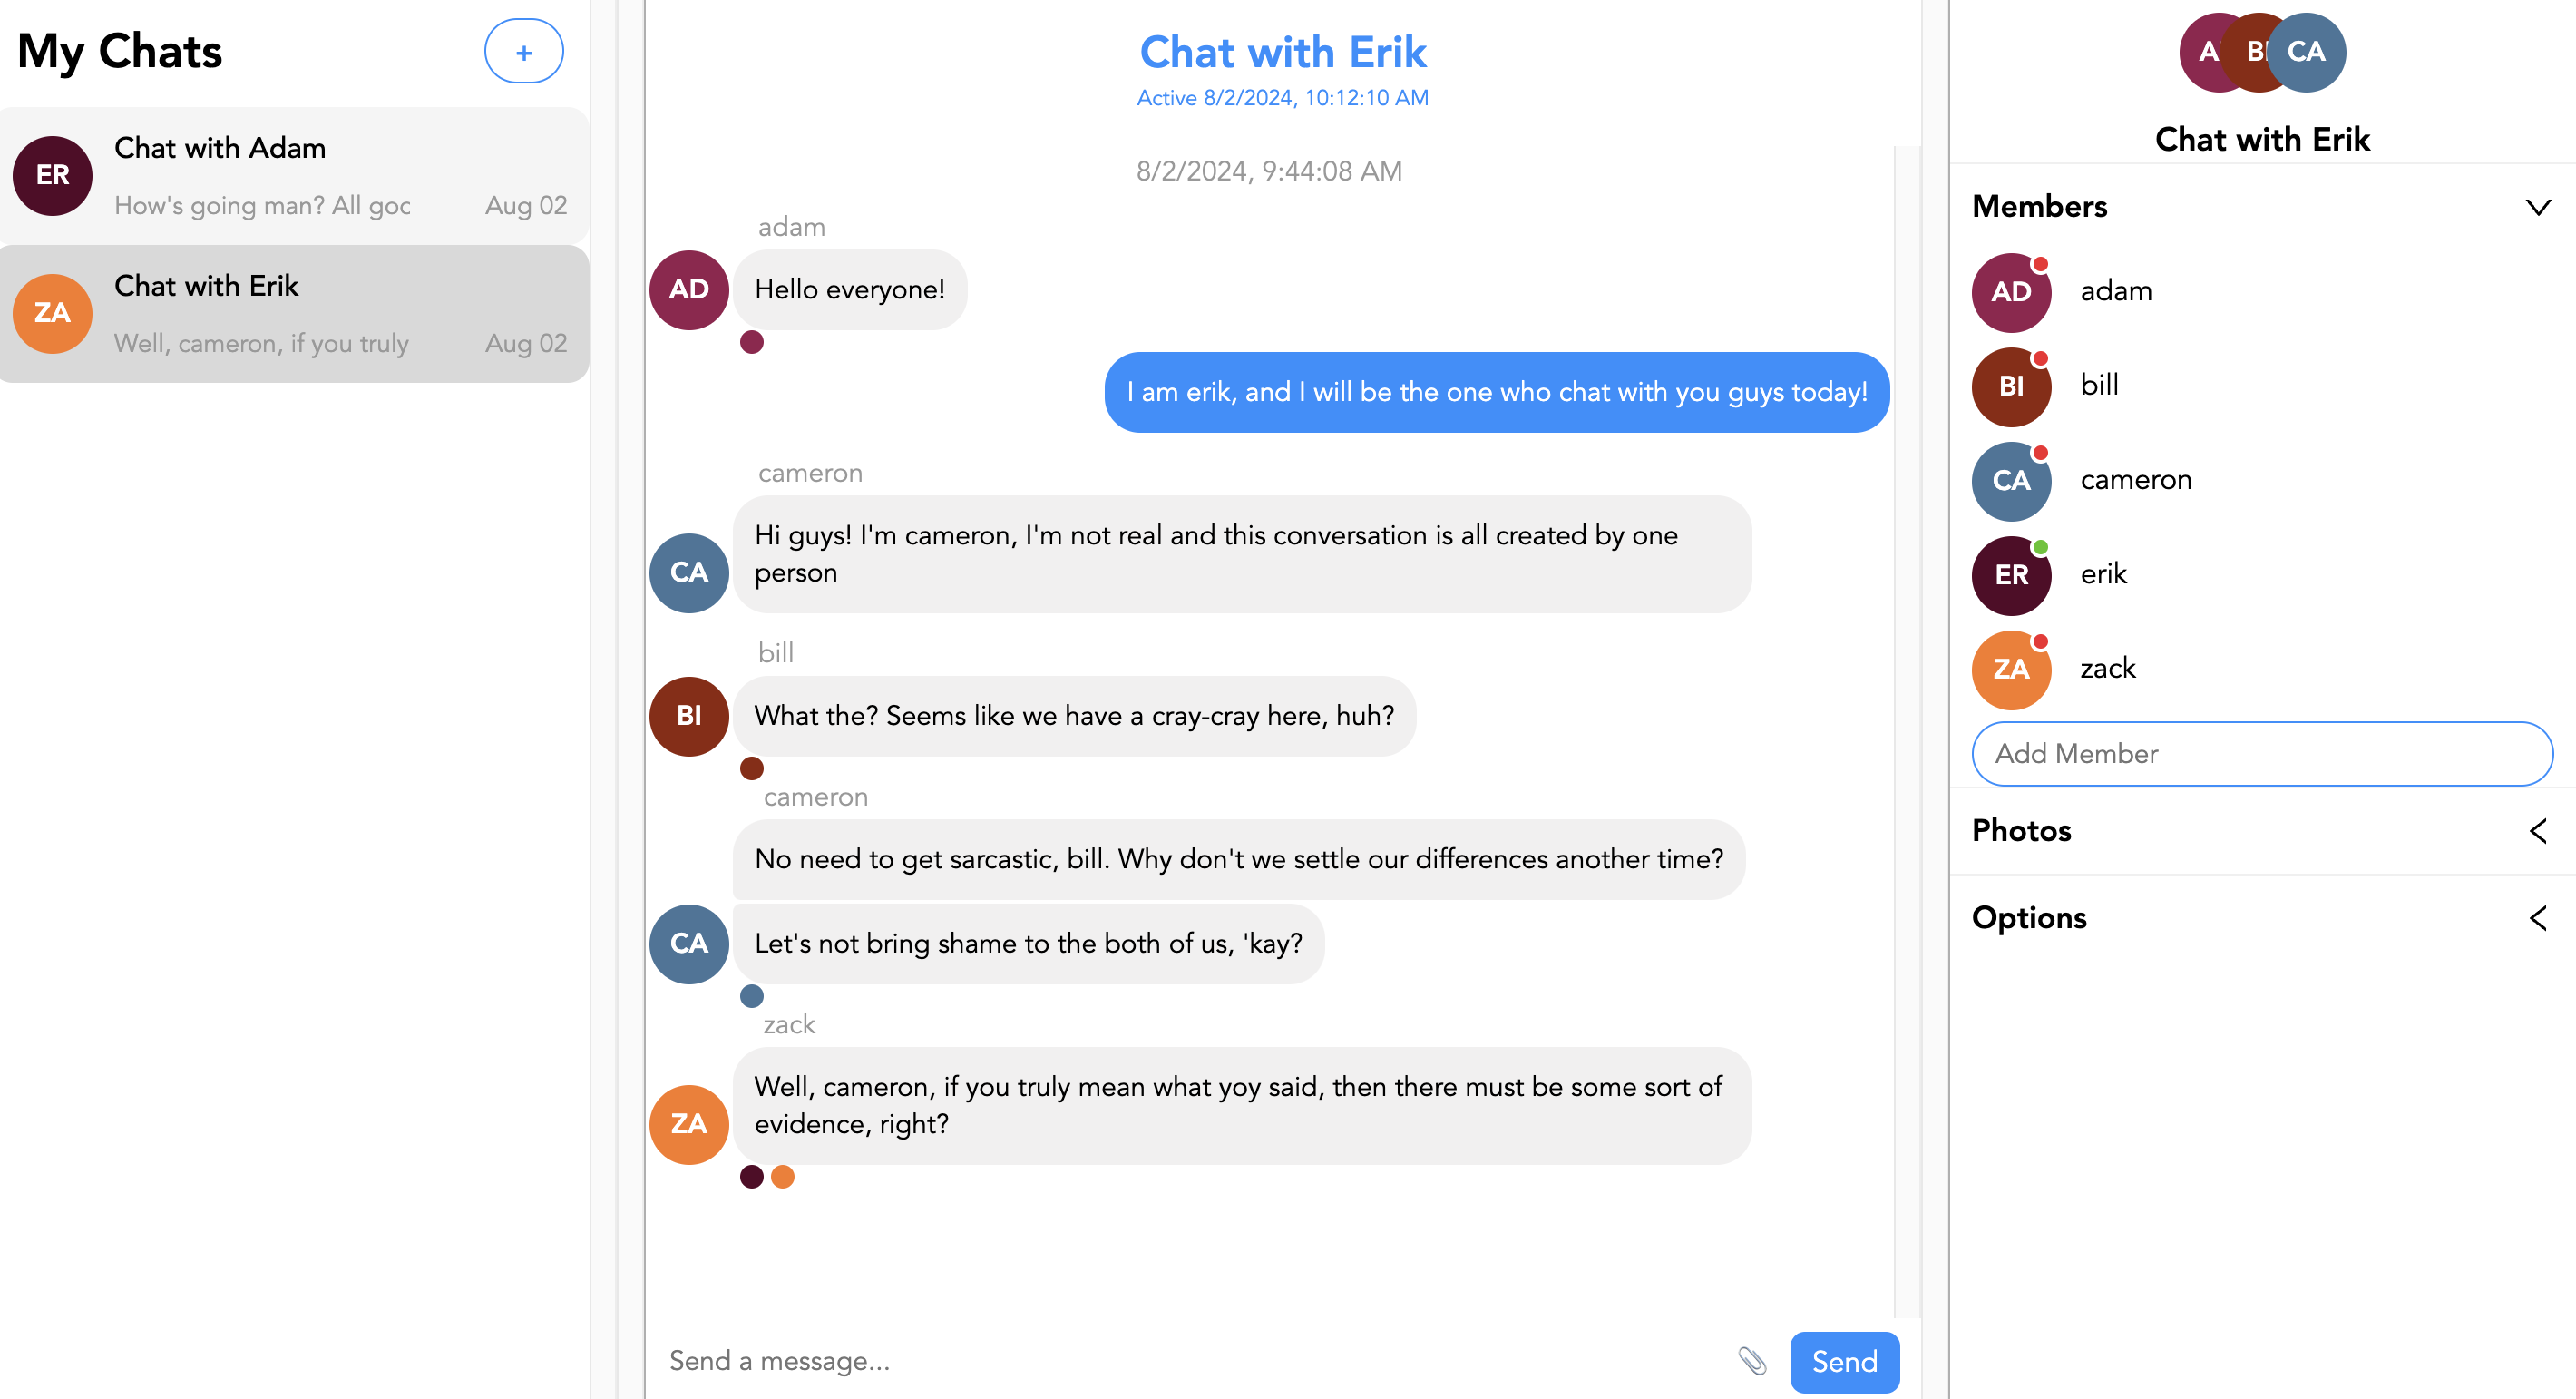 My Chats
+
ER
Chat with Adam
How's going man? All goc
Aug 02
ZA
Chat with Erik
Well, cameron, if you truly
Aug 02
Chat with Erik
Active 8/2/2024, 10:12:10 AM
8/2/2024, 9:44:08 AM
adam
AD
Hello everyone!
I am erik, and I will be the one who chat with you guys today!
cameron
Hi guys! I'm cameron, I'm not real and this conversation is all created by one
person
CA
bill
BI
What the? Seems like we have a cray-cray here, huh?
cameron
No need to get sarcastic, bill. Why don't we settle our differences another time?
CA
Let's not bring shame to the both of us, 'kay?
zack
Well, cameron, if you truly mean what yoy said, then there must be some sort of
evidence, right?
ZA
Send a message...
Send
A BI CA
Chat with Erik
Members
AD
adam
BI
bill
CA
cameron
ER
erik
ZA
zack
Add Member
Photos
Options